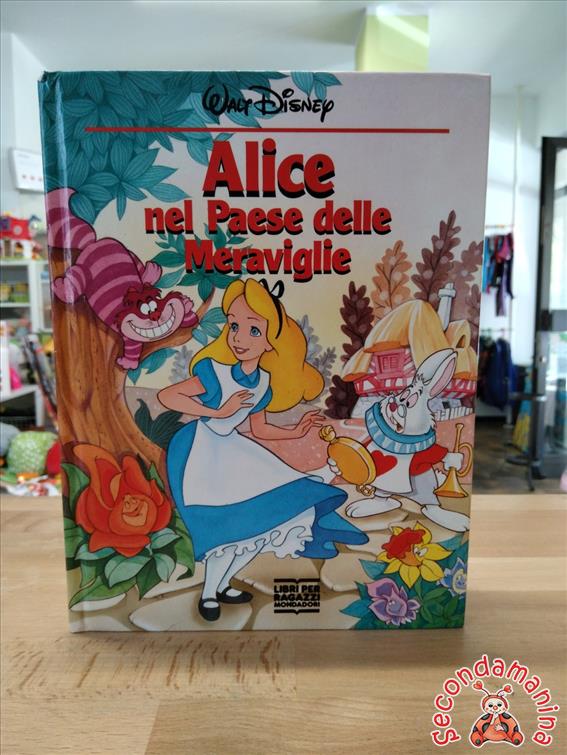 WALT DISNEY
Alice
nel Paese delle
Meraviglie
LIBRI PER
RAGAZZI
MONDADORI
secondamanina